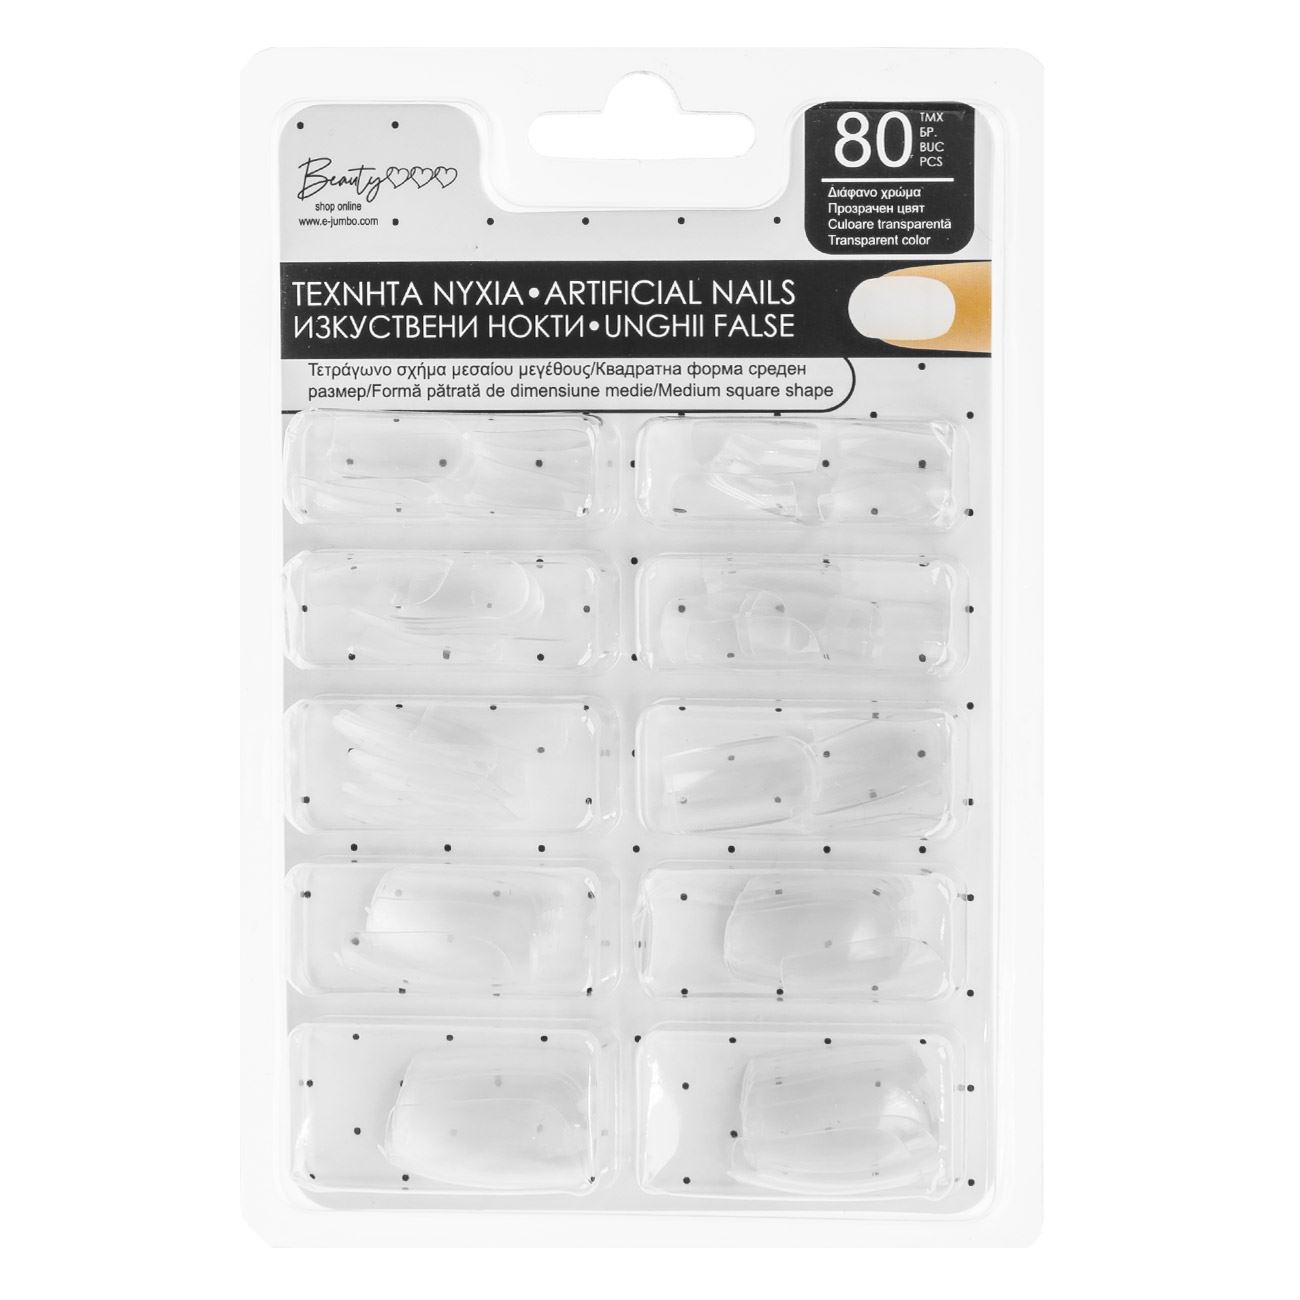 Beauty
shop online
www.e-jumbo.com
80 ΤΜΧ
БР.
BUC
PCS
Διάφανο χρώμα
Прозрачен цвят
Culoare transparentă
Transparent color
ΤΕΧΝΗΤΑ ΝΥΧΙΑ•ARTIFICIAL NAILS
ИЗКУСТВЕНИ НОКТИ•UNGHII FALSE
Τετράγωνο σχήμα μεσαίου μεγέθους/Квадратна форма среден
размер/Formă pătrată de dimensiune medie/Medium square shape